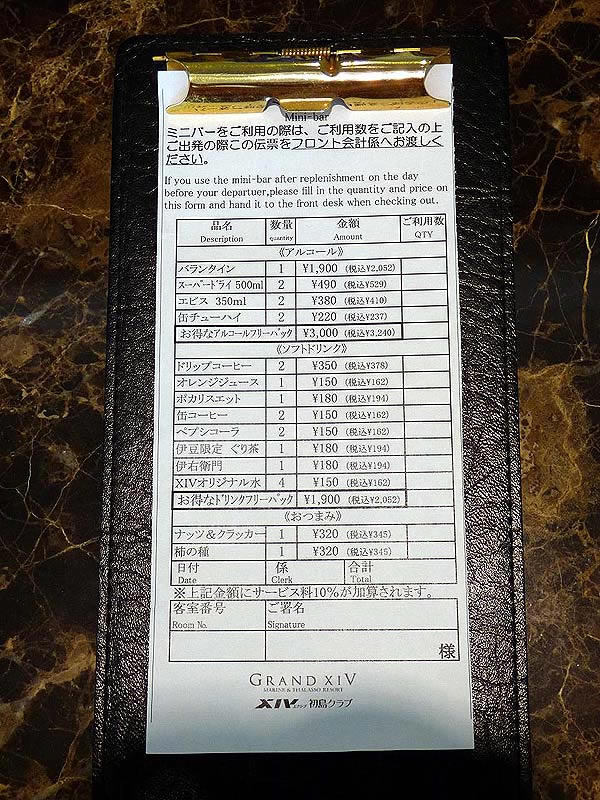 Mini-bar
ミニバーをご利用の際は、ご利用数をご記入の上
ご出発の際この伝票をフロント会計係へお渡しく
ださい。
If you use the mini-bar after replenishment on the day
before your departuer,please fill in the quantity and price on
this form and hand it to the front desk when checking out.
品名 数量 金額 ご利用数
Description quantity Amount QTY
《アルコール》
バランタイン 1 ¥1,900 (税込¥2,052)
スーパードライ 500ml 2 ¥490 (税込¥529)
エビス 350ml 2 ¥380 (税込¥410)
缶チューハイ 2 ¥220 (税込¥237)
お得なアルコールフリーパック ¥3,000 (税込¥3,240)
《ソフトドリンク》
ドリップコーヒー 2 ¥350 (税込¥378)
オレンジジュース 1 ¥150 (税込¥162)
ポカリスエット 1 ¥180 (税込¥194)
缶コーヒー 2 ¥150 (税込¥162)
ペプシコーラ 2 ¥150 (税込¥162)
伊豆限定 ぐり茶 1 ¥180 (税込¥194)
伊右衛門 1 ¥180 (税込¥194)
XIVオリジナル水 4 ¥150 (税込¥162)
お得なドリンクフリーパック ¥1,900 (税込¥2,052)
《おつまみ》
ナッツ＆クラッカー 1 ¥320 (税込¥345)
柿の種 1 ¥320 (税込¥345)
日付 係 合計
Date Clerk Total
※上記金額にサービス料10%が加算されます。
客室番号 ご署名
Room No. Signature
様
GRAND XIV
MARINE & THALASSO RESORT
XIV エクシブ 初島クラブ